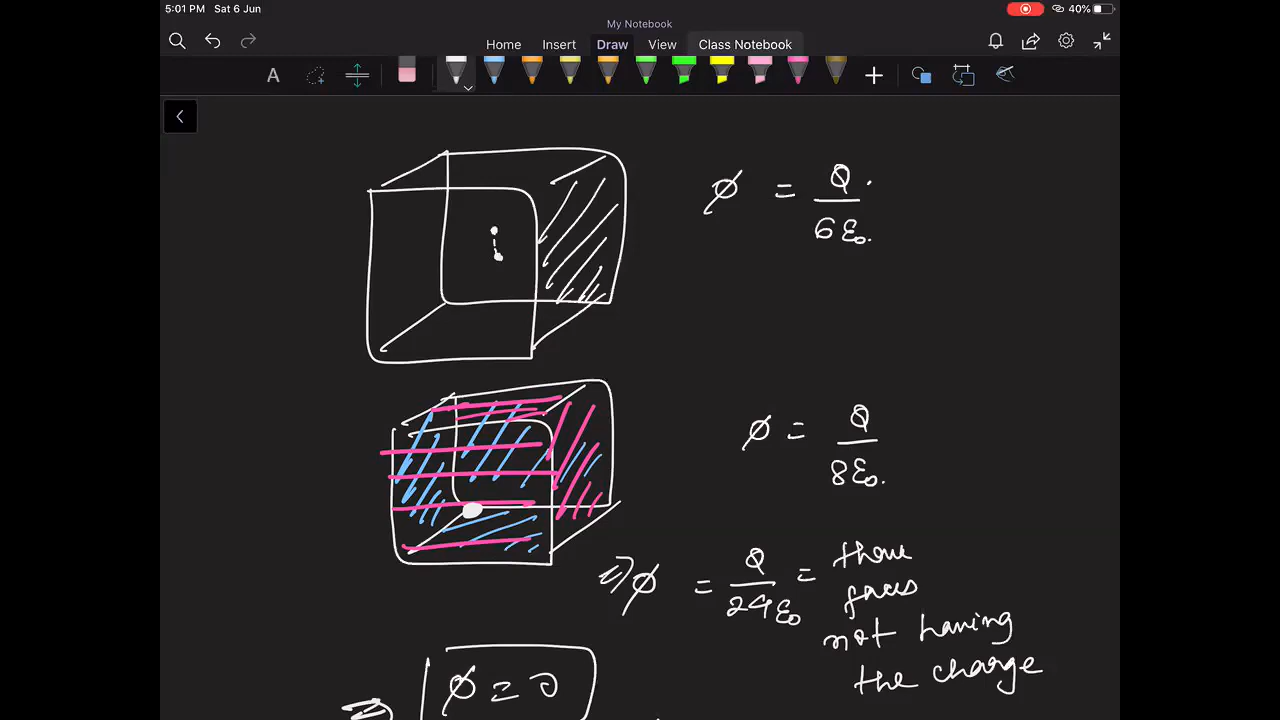 5:01 PM Sat 6 Jun
40%
My Notebook
Home Insert Draw View Class Notebook
A
φ = Q/6ε₀.
φ = Q/8ε₀.
φ = Q/24ε₀ = those
faces
not having
the charge
φ = 0